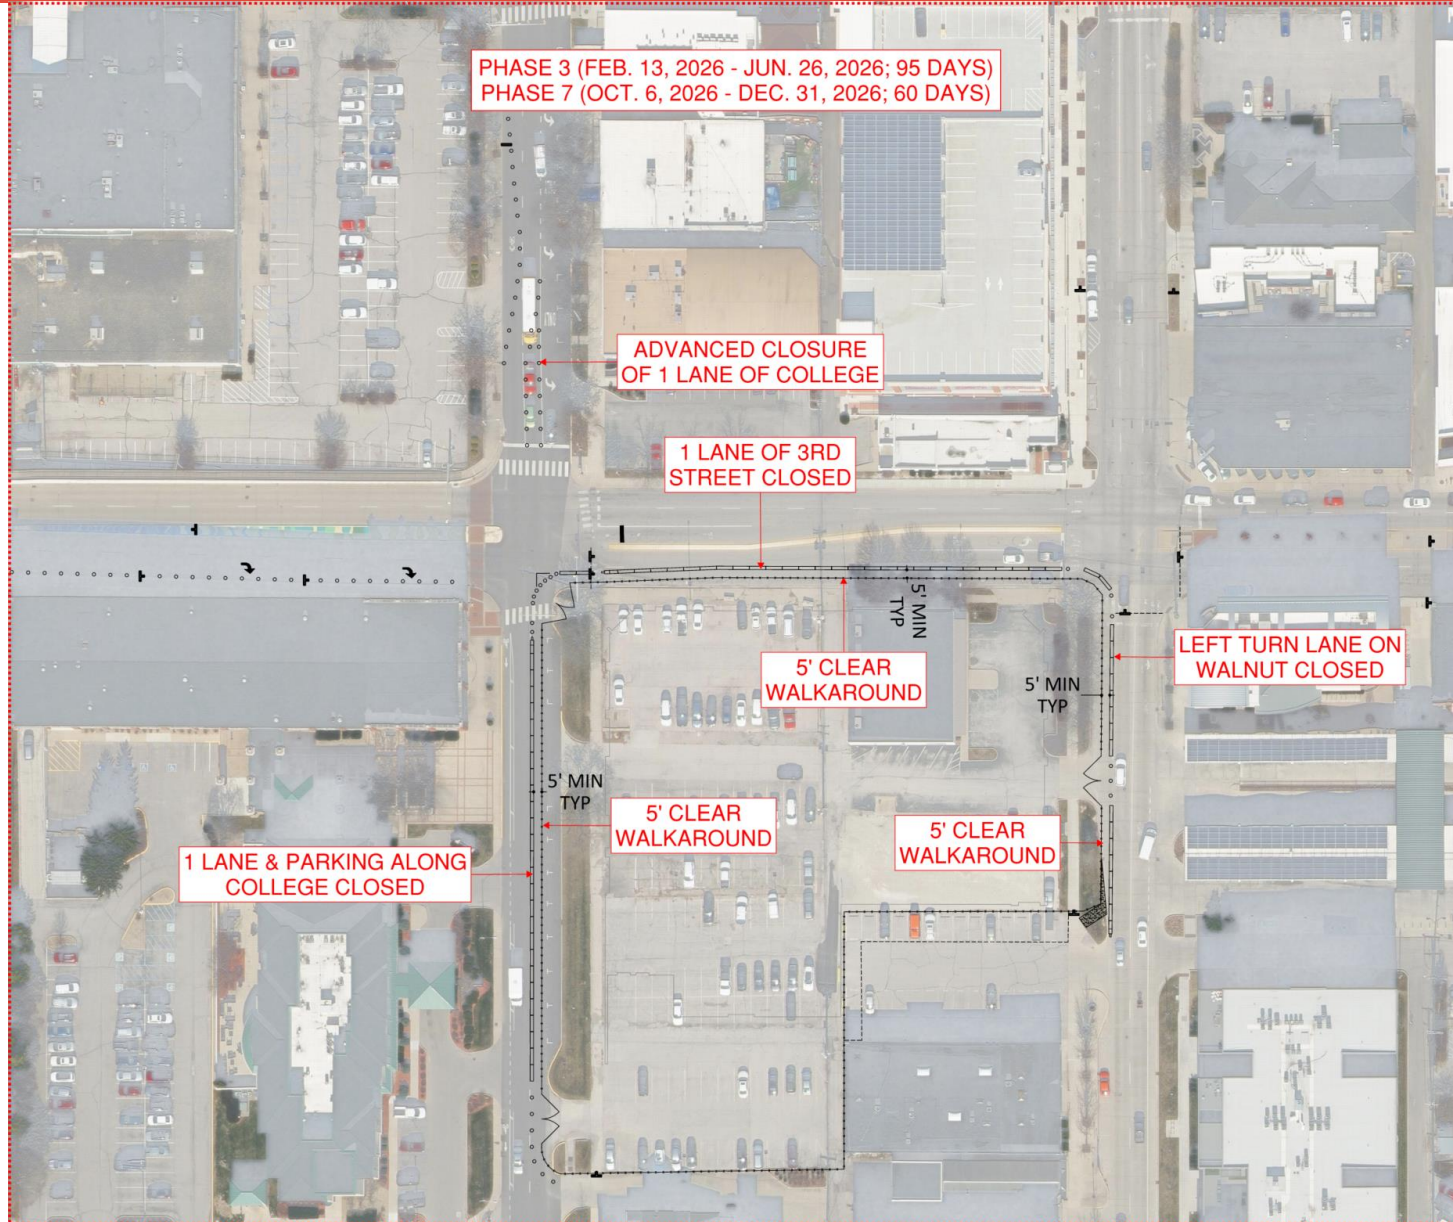 PHASE 3 (FEB. 13, 2026 - JUN. 26, 2026; 95 DAYS)
PHASE 7 (OCT. 6, 2026 - DEC. 31, 2026; 60 DAYS)
ADVANCED CLOSURE
OF 1 LANE OF COLLEGE
1 LANE OF 3RD
STREET CLOSED
5' MIN
TYP
5' CLEAR
WALKAROUND
LEFT TURN LANE ON
WALNUT CLOSED
5' MIN
TYP
5' MIN
TYP
5' CLEAR
WALKAROUND
5' CLEAR
WALKAROUND
1 LANE & PARKING ALONG
COLLEGE CLOSED